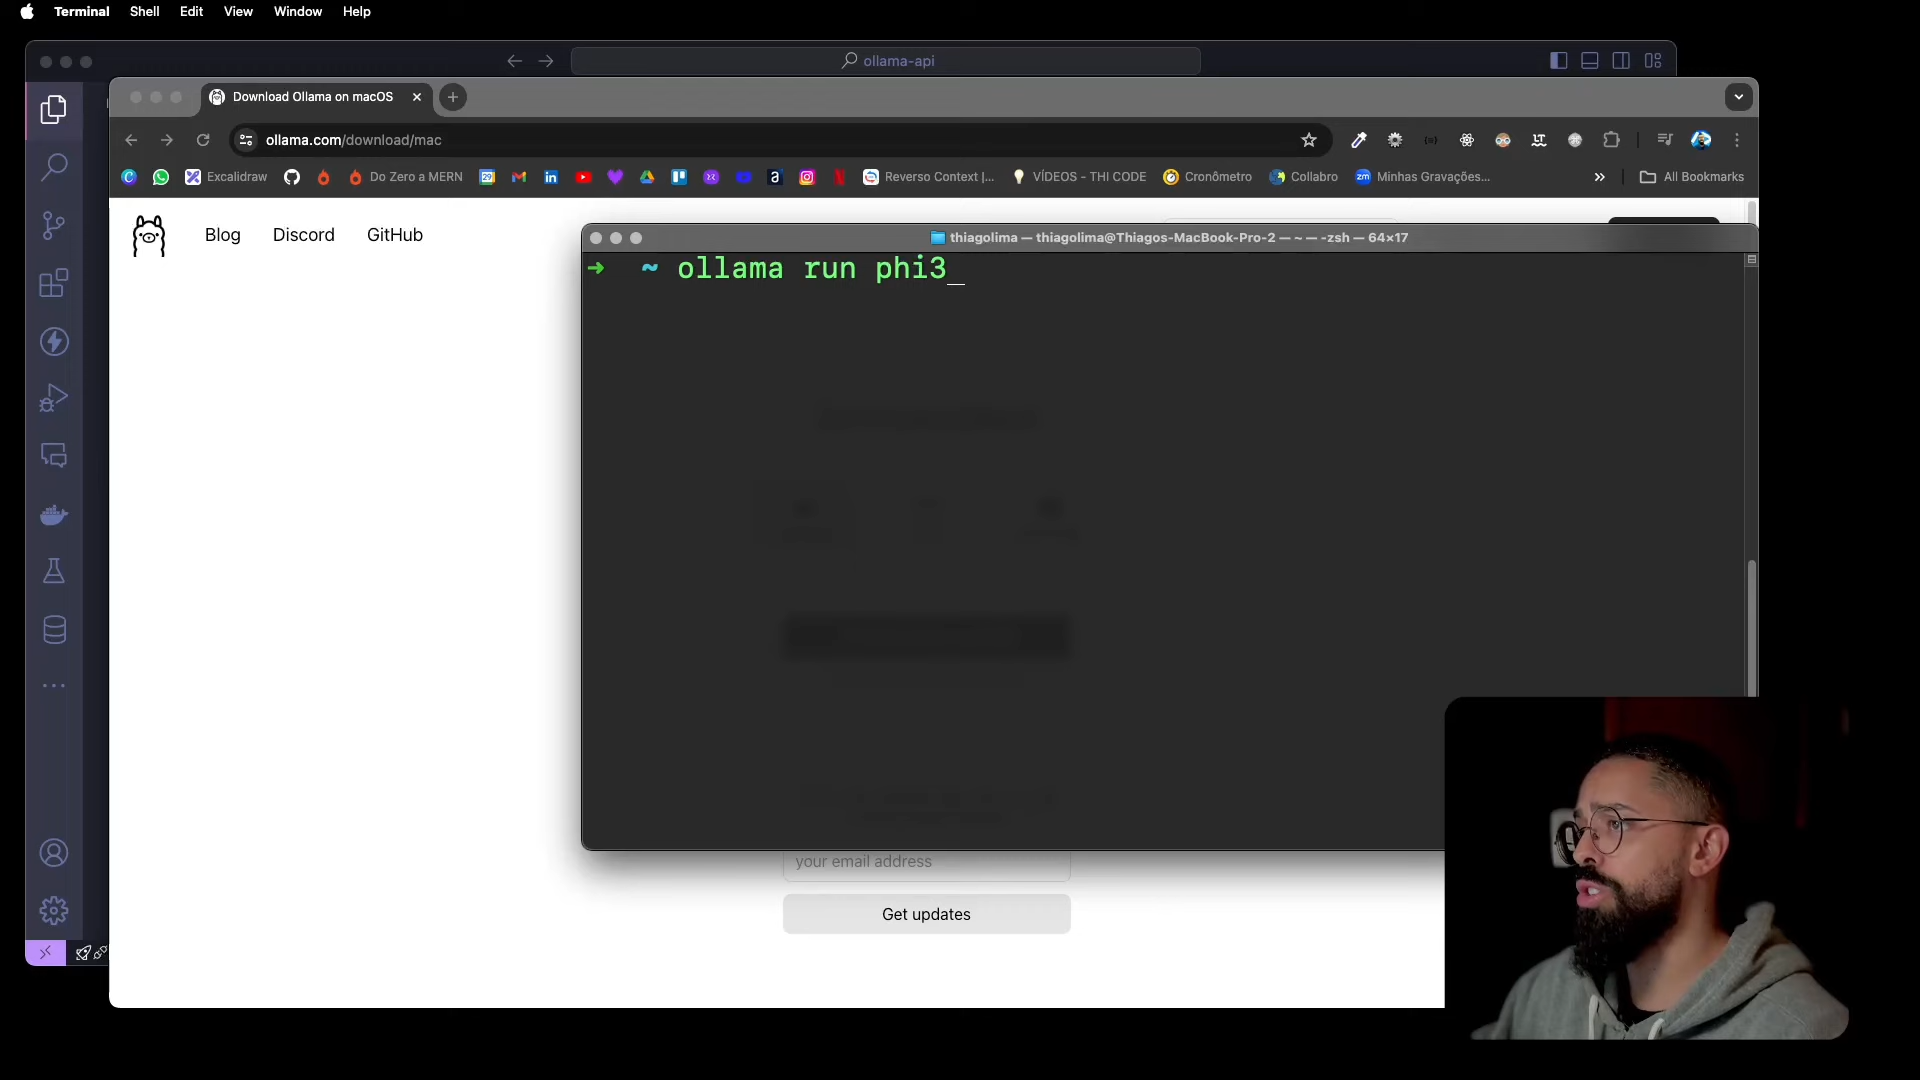 Terminal Shell Edit View Window Help
ollama-api
Download Ollama on macOS
ollama.com/download/mac
Excalidraw Do Zero a MERN Reverso Context |... VÍDEOS - THI CODE Cronômetro Collabro Minhas Gravações... All Bookmarks
Blog Discord GitHub
thiagolima — thiagolima@Thiagos-MacBook-Pro-2 — ~ — -zsh — 64×17
➜ ~ ollama run phi3_
your email address
Get updates